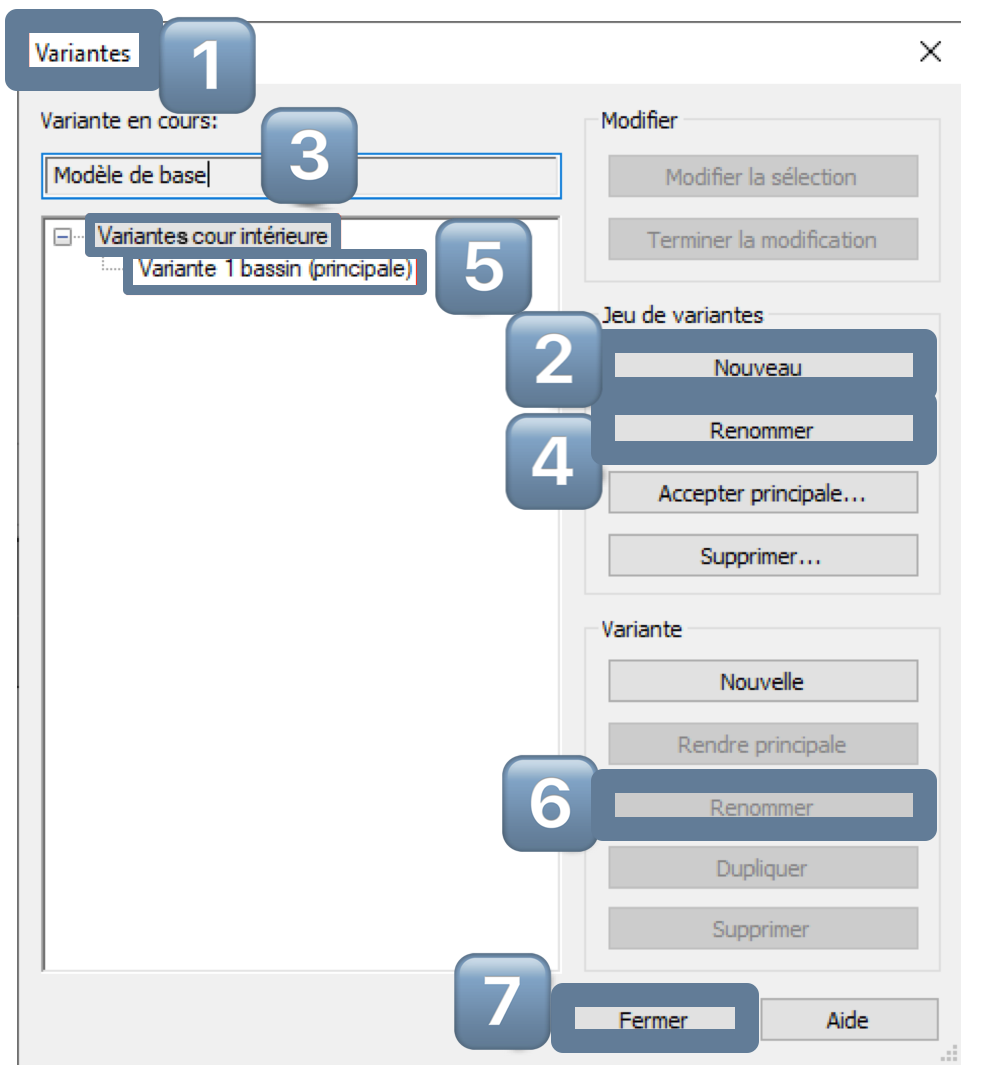 Variantes
1
Variante en cours:
3
Modèle de base
Variantes cour intérieure
Variante 1 bassin (principale)
5
Modifier
Modifier la sélection
Terminer la modification
Jeu de variantes
2
Nouveau
4
Renommer
Accepter principale...
Supprimer...
Variante
Nouvelle
Rendre principale
6
Renommer
Dupliquer
Supprimer
7
Fermer
Aide